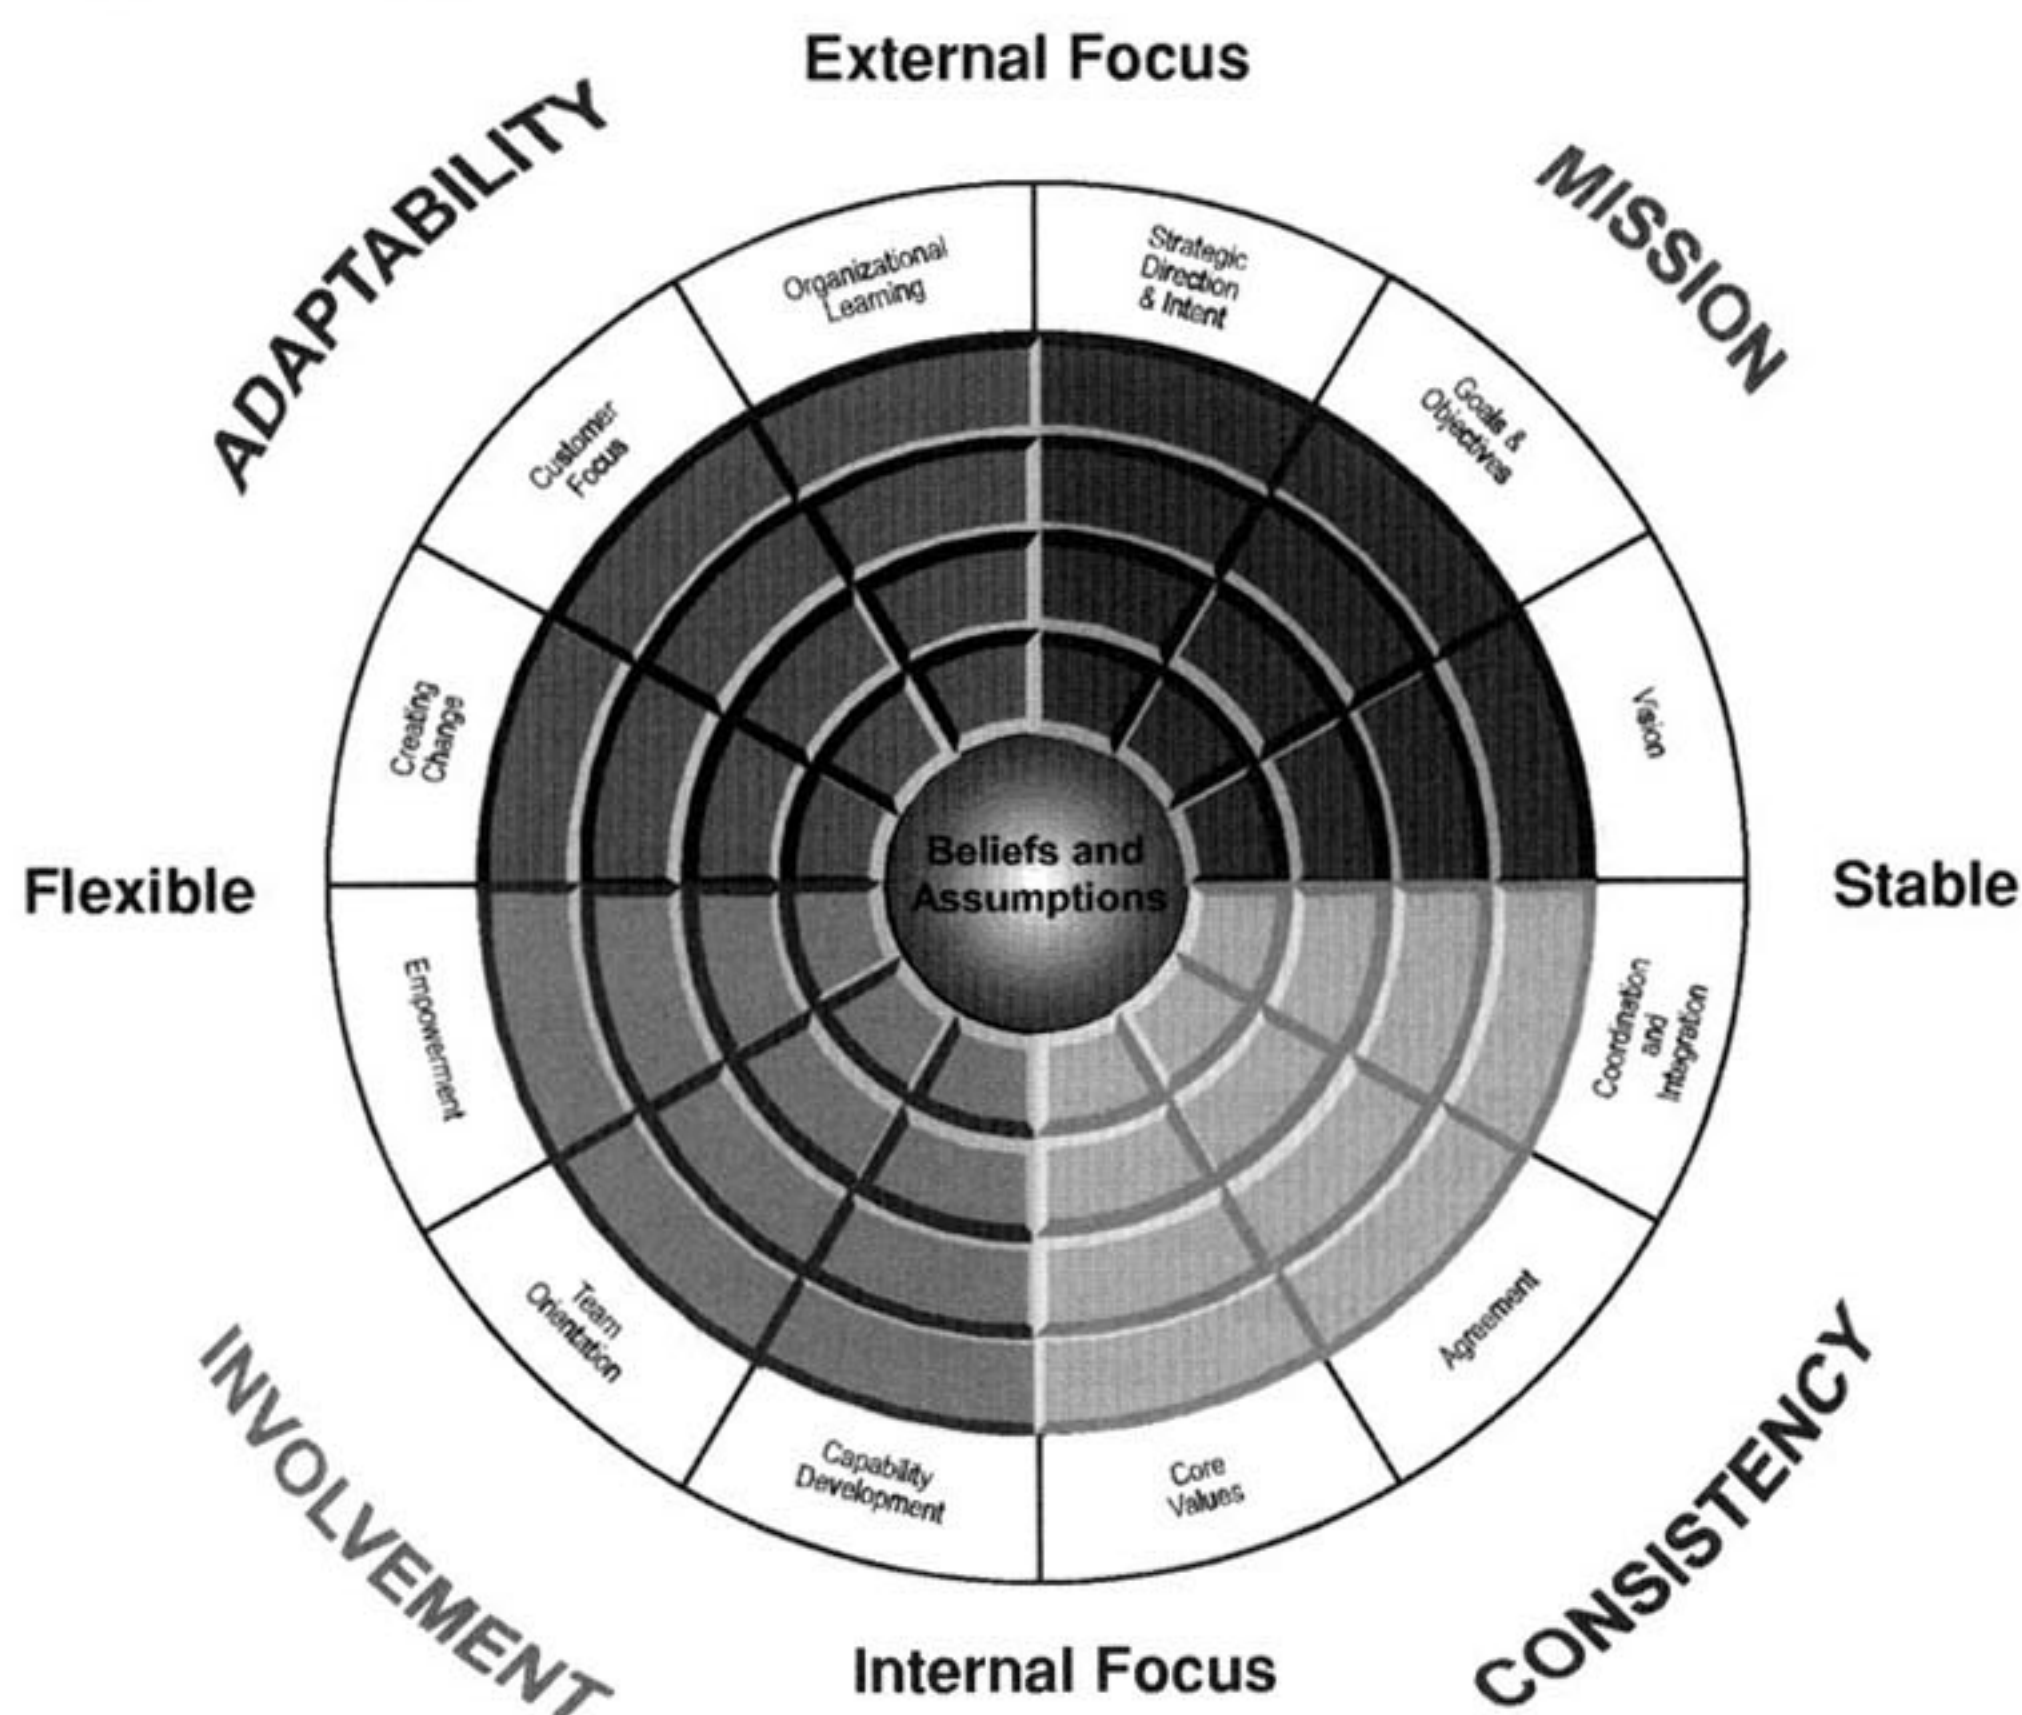 External Focus
ADAPTABILITY
MISSION
Organizational
Learning
Strategic
Direction
& Intent
Customer
Focus
Goals &
Objectives
Creating
Change
Vision
Flexible
Beliefs and
Assumptions
Stable
Empowerment
Coordination
and
Integration
Team
Orientation
Agreement
Capability
Development
Core
Values
INVOLVEMENT
CONSISTENCY
Internal Focus